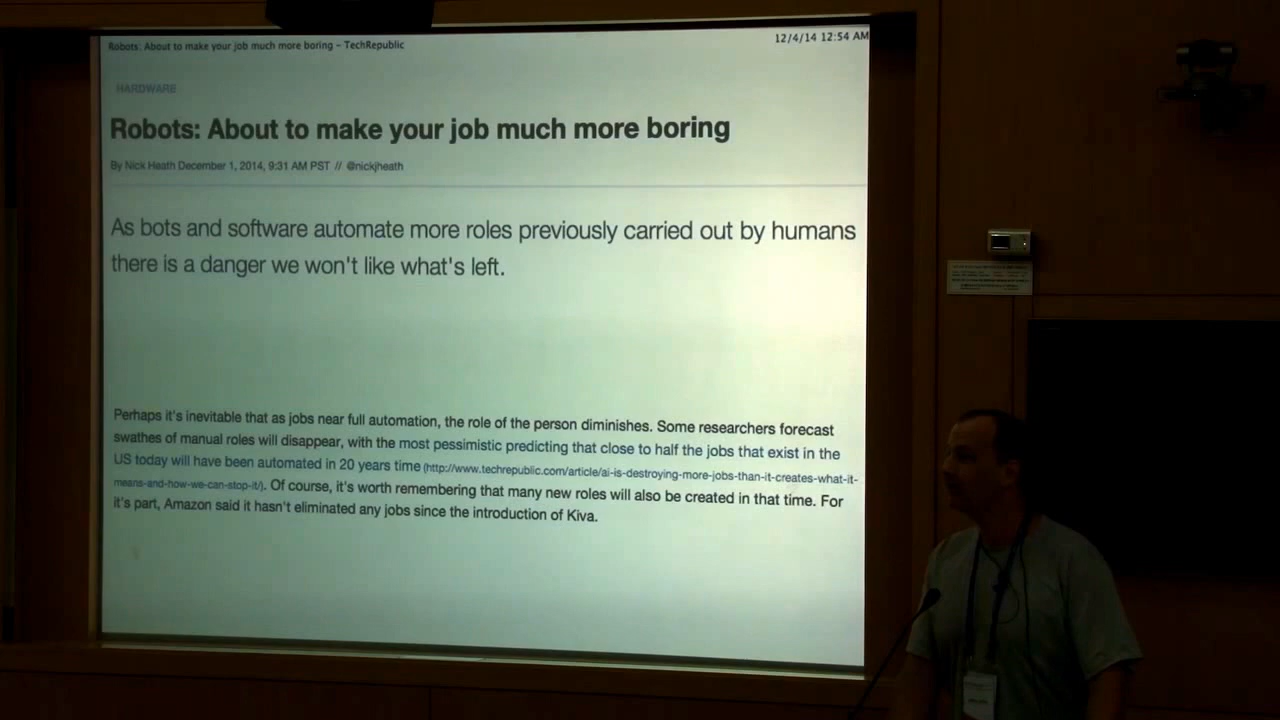 Robots: About to make your job much more boring – TechRepublic
12/4/14 12:54 AM
HARDWARE
Robots: About to make your job much more boring
By Nick Heath December 1, 2014, 9:31 AM PST // @nickjheath
As bots and software automate more roles previously carried out by humans
there is a danger we won't like what's left.
Perhaps it's inevitable that as jobs near full automation, the role of the person diminishes. Some researchers forecast
swathes of manual roles will disappear, with the most pessimistic predicting that close to half the jobs that exist in the
US today will have been automated in 20 years time (http://www.techrepublic.com/article/ai-is-destroying-more-jobs-than-it-creates-what-it-
means-and-how-we-can-stop-it/). Of course, it's worth remembering that many new roles will also be created in that time. For
it's part, Amazon said it hasn't eliminated any jobs since the introduction of Kiva.